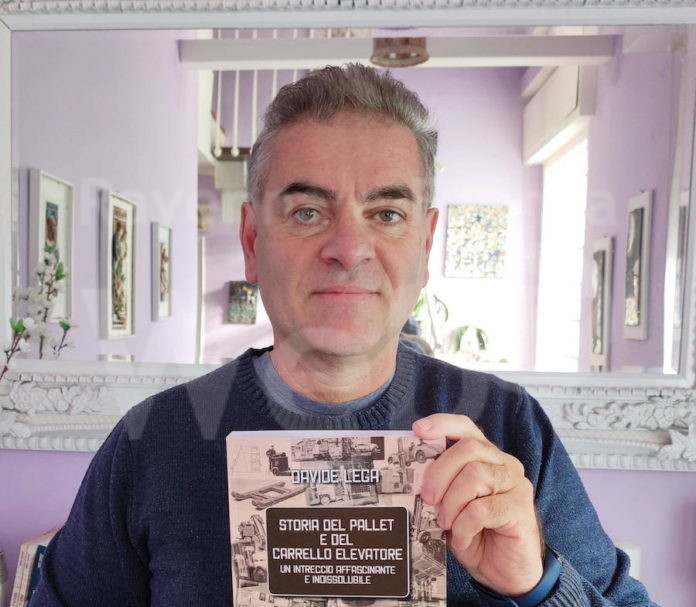 DAVIDE LEGA
STORIA DEL PALLET
E DEL
CARRELLO ELEVATORE
UN INTRECCIO AFFASCINANTE
E INDISSOLUBILE